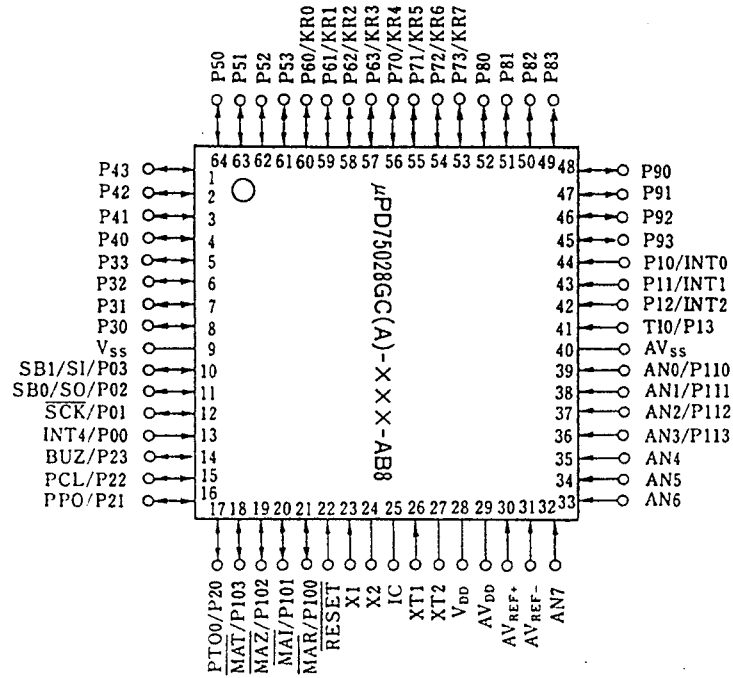 P50
P51
P52
P53
P60/KR0
P61/KR1
P62/KR2
P63/KR3
P70/KR4
P71/KR5
P72/KR6
P73/KR7
P80
P81
P82
P83
64 63 62 61 60 59 58 57 56 55 54 53 52 51 50 49
P43 1
P42 2
P41 3
P40 4
P33 5
P32 6
P31 7
P30 8
VSS 9
SB1/SI/P03 10
SB0/SO/P02 11
SCK/P01 12
INT4/P00 13
BUZ/P23 14
PCL/P22 15
PPO/P21 16
μPD75028GC(A)-×××-AB8
48 P90
47 P91
46 P92
45 P93
44 P10/INT0
43 P11/INT1
42 P12/INT2
41 TI0/P13
40 AVSS
39 AN0/P110
38 AN1/P111
37 AN2/P112
36 AN3/P113
35 AN4
34 AN5
33 AN6
17 18 19 20 21 22 23 24 25 26 27 28 29 30 31 32
PTO0/P20
MAT/P103
MAZ/P102
MAI/P101
MAR/P100
RESET
X1
X2
IC
XT1
XT2
VDD
AVDD
AVREF+
AVREF-
AN7